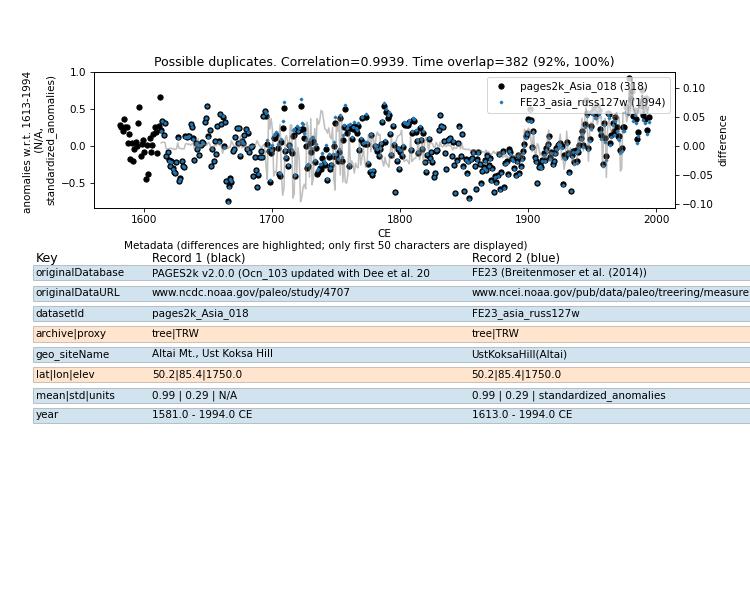 Possible duplicates. Correlation=0.9939. Time overlap=382 (92%, 100%)
anomalies w.r.t. 1613-1994
(N/A,
standardized_anomalies)
1.0
0.5
0.0
−0.5
pages2k_Asia_018 (318)
FE23_asia_russ127w (1994)
0.10
0.05
0.00
−0.05
−0.10
difference
1600
1700
1800
1900
2000
CE
Metadata (differences are highlighted; only first 50 characters are displayed)
Key Record 1 (black) Record 2 (blue)
originalDatabase PAGES2k v2.0.0 (Ocn_103 updated with Dee et al. 20 FE23 (Breitenmoser et al. (2014))
originalDataURL www.ncdc.noaa.gov/paleo/study/4707 www.ncei.noaa.gov/pub/data/paleo/treering/measure
datasetId pages2k_Asia_018 FE23_asia_russ127w
archive|proxy tree|TRW tree|TRW
geo_siteName Altai Mt., Ust Koksa Hill UstKoksaHill(Altai)
lat|lon|elev 50.2|85.4|1750.0 50.2|85.4|1750.0
mean|std|units 0.99 | 0.29 | N/A 0.99 | 0.29 | standardized_anomalies
year 1581.0 - 1994.0 CE 1613.0 - 1994.0 CE